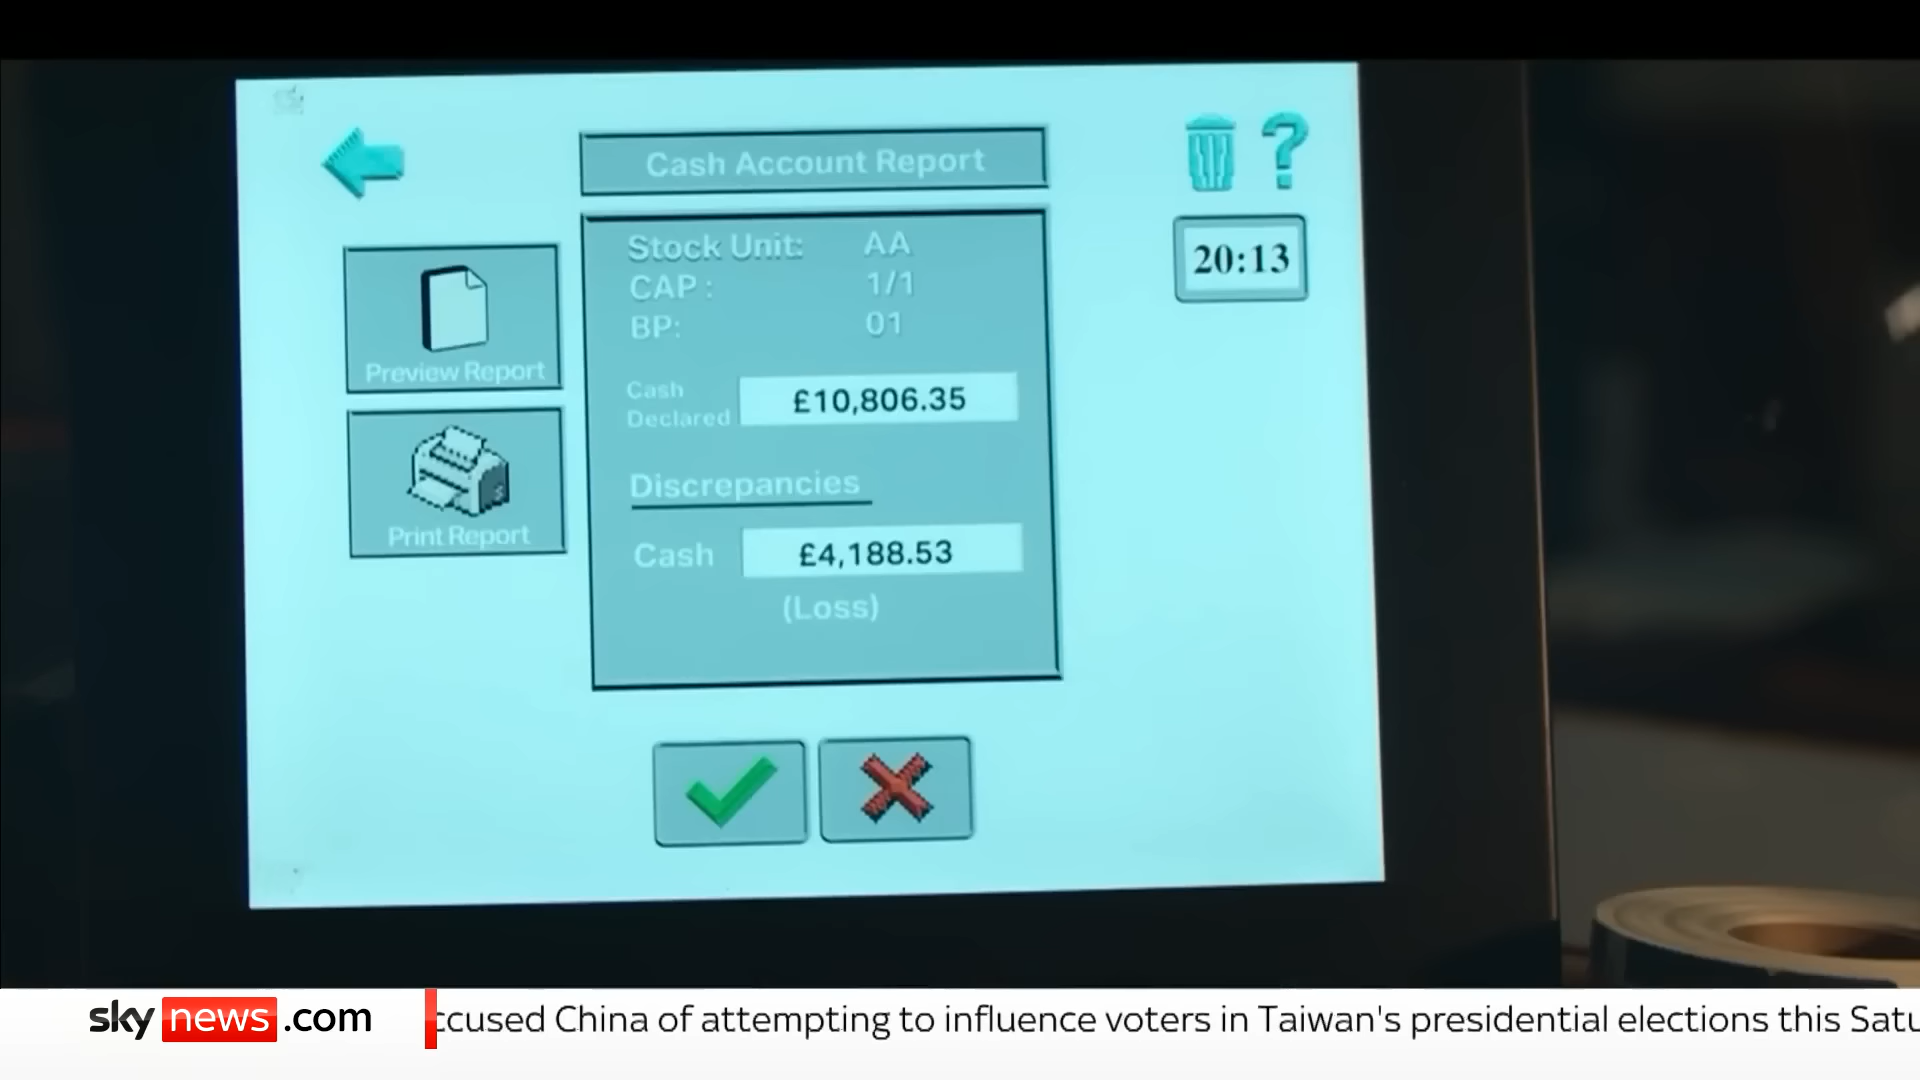 Cash Account Report
Stock Unit: AA
CAP : 1/1
BP: 01
20:13
Preview Report
Cash
Declared
£10,806.35
Print Report
Discrepancies
Cash £4,188.53
(Loss)
sky news .com
ccused China of attempting to influence voters in Taiwan's presidential elections this Satu